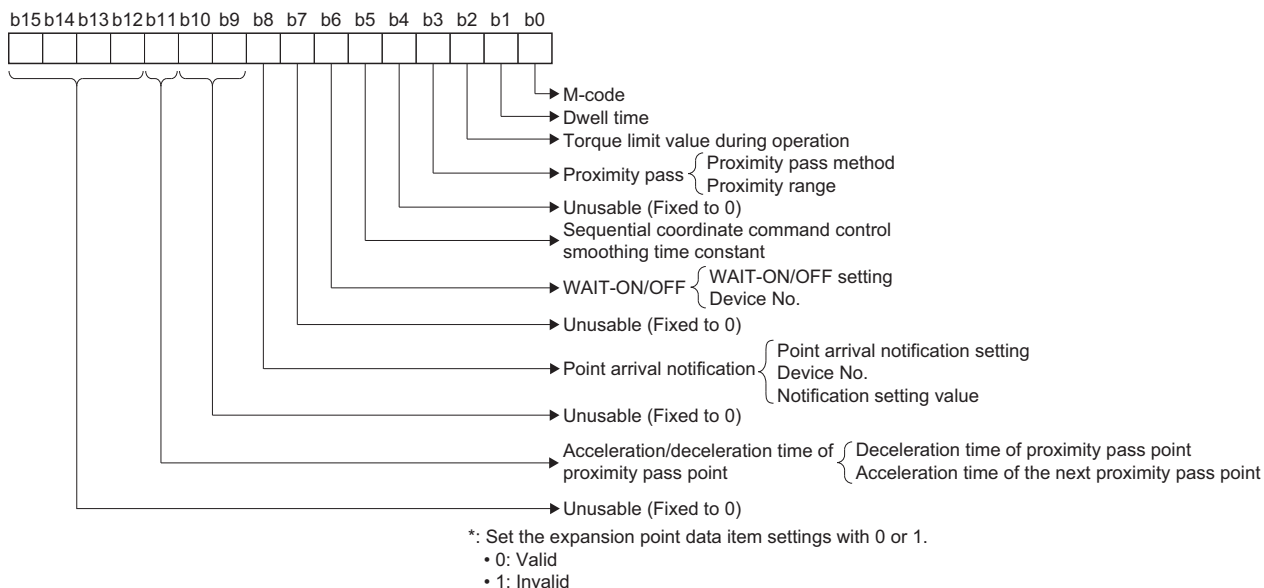 b15 b14 b13 b12 b11 b10 b9 b8 b7 b6 b5 b4 b3 b2 b1 b0
M-code
Dwell time
Torque limit value during operation
Proximity pass
Proximity pass method
Proximity range
Unusable (Fixed to 0)
Sequential coordinate command control
smoothing time constant
WAIT-ON/OFF
WAIT-ON/OFF setting
Device No.
Unusable (Fixed to 0)
Point arrival notification
Point arrival notification setting
Device No.
Notification setting value
Unusable (Fixed to 0)
Acceleration/deceleration time of
proximity pass point
Deceleration time of proximity pass point
Acceleration time of the next proximity pass point
Unusable (Fixed to 0)
*: Set the expansion point data item settings with 0 or 1.
• 0: Valid
• 1: Invalid